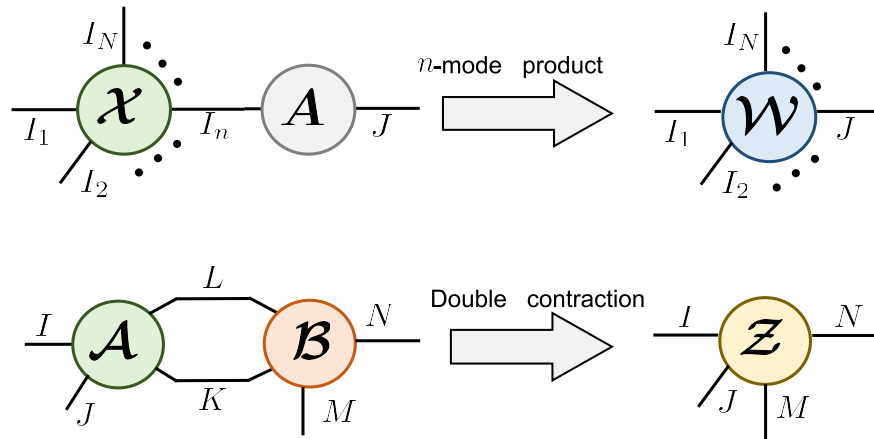 I_N
𝒳
I_1
I_2
I_n
A
J
n-mode product
I_N
𝒲
I_1
I_2
J
L
I
𝒜
J
K
ℬ
N
M
Double contraction
I
𝒵
J
N
M